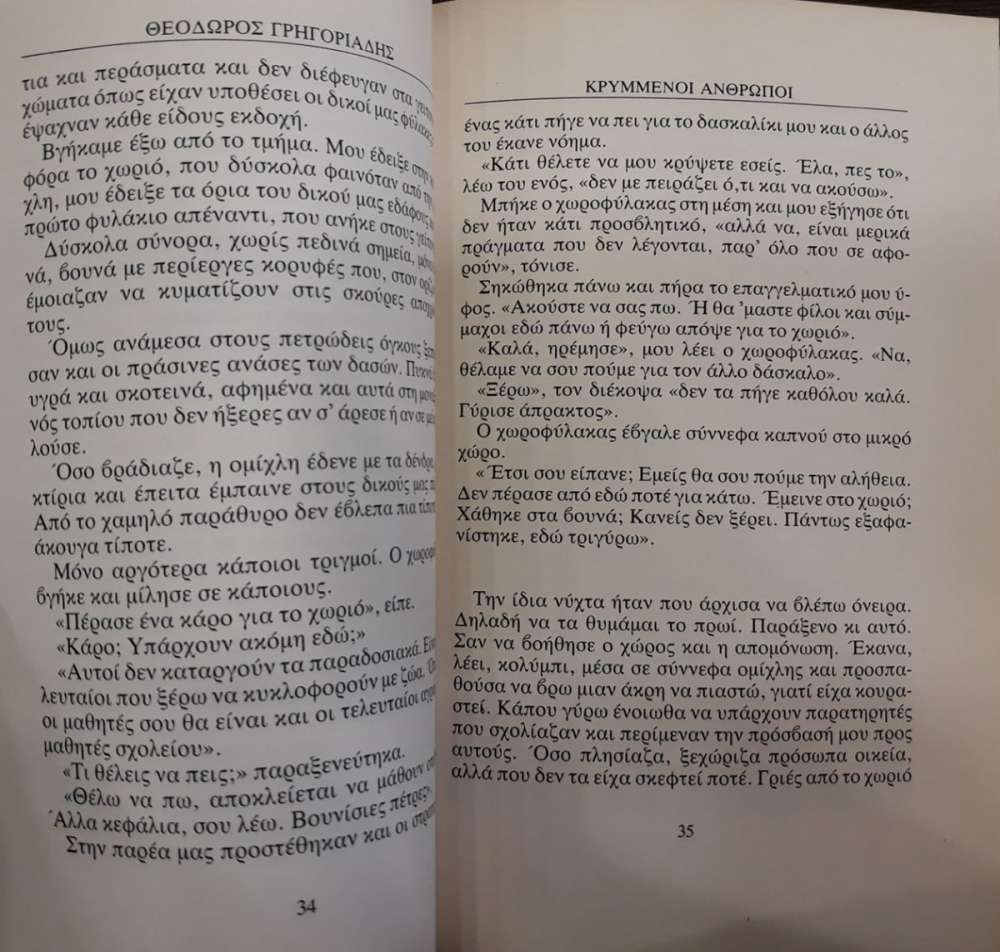 ΘΕΟΔΩΡΟΣ ΓΡΗΓΟΡΙΑΔΗΣ
τια και περάσματα και δεν διέφευγαν στα
χώματα όπως είχαν υποθέσει οι δικοί μας φύλακες
έψαχναν κάθε είδους εκδοχή.
Βγήκαμε έξω από το τμήμα. Μου έδειξε στην
φόρα το χωριό, που δύσκολα φαινόταν από την
χλη, μου έδειξε τα όρια του δικού μας εδάφους
πρώτο φυλάκιο απέναντι, που ανήκε στους
Δύσκολα σύνορα, χωρίς πεδινά σημεία,
νά, βουνά με περίεργες κορυφές που, στον
έμοιαζαν να κυματίζουν στις σκούρες
τους.
Όμως ανάμεσα στους πετρώδεις όγκους
σαν και οι πράσινες ανάσες των δασών. Πυκνά
υγρά και σκοτεινά, αφημένα και αυτά στη
νός τοπίου που δεν ήξερες αν σ' άρεσε ή αν σε
λούσε.
Όσο βράδιαζε, η ομίχλη έδενε με τα δένδρα,
κτίρια και έπειτα έμπαινε στους δικούς μας
Από το χαμηλό παράθυρο δεν έβλεπα πια
άκουγα τίποτε.
Μόνο αργότερα κάποιοι τριγμοί. Ο
βγήκε και μίλησε σε κάποιους.
«Πέρασε ένα κάρο για το χωριό», είπε.
«Κάρο; Υπάρχουν ακόμη εδώ;»
«Αυτοί δεν καταργούν τα παραδοσιακά.
λευταίοι που ξέρω να κυκλοφορούν με ζώα.
οι μαθητές σου θα είναι και οι τελευταίοι
μαθητές σχολείου».
«Τι θέλεις να πεις;» παραξενεύτηκα.
«Θέλω να πω, αποκλείεται να μάθουν
Άλλα κεφάλια, σου λέω. Βουνίσιες πέτρες».
Στην παρέα μας προστέθηκαν και οι
34
ΚΡΥΜΜΕΝΟΙ ΑΝΘΡΩΠΟΙ
ένας κάτι πήγε να πει για το δασκαλίκι μου και ο άλλος
του έκανε νόημα.
«Κάτι θέλετε να μου κρύψετε εσείς. Έλα, πες το»,
λέω του ενός, «δεν με πειράζει ό,τι και να ακούσω».
Μπήκε ο χωροφύλακας στη μέση και μου εξήγησε ότι
δεν ήταν κάτι προσβλητικό, «αλλά να, είναι μερικά
πράγματα που δεν λέγονται, παρ' όλο που σε αφο-
ρούν», τόνισε.
Σηκώθηκα πάνω και πήρα το επαγγελματικό μου ύ-
φος. «Ακούστε να σας πω. Ή θα 'μαστε φίλοι και σύμ-
μαχοι εδώ πάνω ή φεύγω απόψε για το χωριό».
«Καλά, ηρέμησε», μου λέει ο χωροφύλακας. «Να,
θέλαμε να σου πούμε για τον άλλο δάσκαλο».
«Ξέρω», τον διέκοψα «δεν τα πήγε καθόλου καλά.
Γύρισε άπρακτος».
Ο χωροφύλακας έβγαλε σύννεφα καπνού στο μικρό
χώρο.
«Έτσι σου είπανε; Εμείς θα σου πούμε την αλήθεια.
Δεν πέρασε από εδώ ποτέ για κάτω. Έμεινε στο χωριό;
Χάθηκε στα βουνά; Κανείς δεν ξέρει. Πάντως εξαφα-
νίστηκε, εδώ τριγύρω».
Την ίδια νύχτα ήταν που άρχισα να βλέπω όνειρα.
Δηλαδή να τα θυμάμαι το πρωί. Παράξενο κι αυτό.
Σαν να βοήθησε ο χώρος και η απομόνωση. Έκανα,
λέει, κολύμπι, μέσα σε σύννεφα ομίχλης και προσπα-
θούσα να βρω μιαν άκρη να πιαστώ, γιατί είχα κουρα-
στεί. Κάπου γύρω ένοιωθα να υπάρχουν παρατηρητές
που σχολίαζαν και περίμεναν την πρόσβασή μου προς
αυτούς. Όσο πλησίαζα, ξεχώριζα πρόσωπα οικεία,
αλλά που δεν τα είχα σκεφτεί ποτέ. Γριές από το χωριό
35